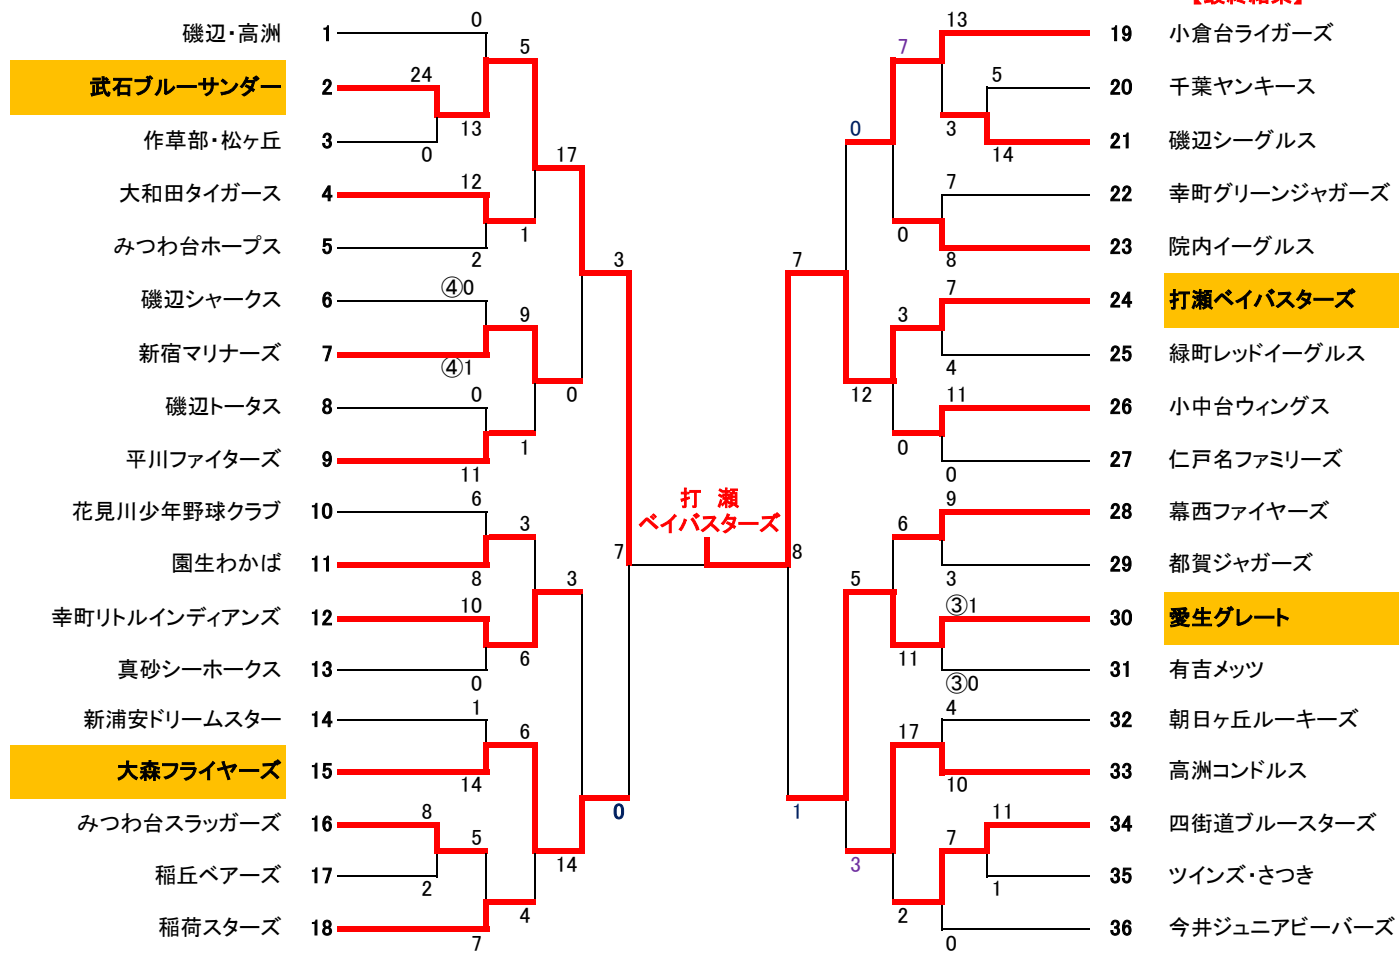 【最終結果】
磯辺・高洲 1
武石ブルーサンダー 2
作草部・松ヶ丘 3
大和田タイガース 4
みつわ台ホープス 5
磯辺シャークス 6
新宿マリナーズ 7
磯辺トータス 8
平川ファイターズ 9
花見川少年野球クラブ 10
園生わかば 11
幸町リトルインディアンズ 12
真砂シーホークス 13
新浦安ドリームスター 14
大森フライヤーズ 15
みつわ台スラッガーズ 16
稲丘ベアーズ 17
稲荷スターズ 18
0
24
13
0
12
2
④0
④1
0
11
6
8
10
0
1
14
8
2
5
7
5
1
9
1
3
6
6
4
17
0
3
14
3
0
7
打 瀬
ベイバスターズ
8
7
1
0
12
5
3
7
0
3
0
6
11
17
2
13
3
5
14
7
8
7
4
11
0
9
3
③1
③0
4
10
7
11
1
0
19 小倉台ライガーズ
20 千葉ヤンキース
21 磯辺シーグルス
22 幸町グリーンジャガーズ
23 院内イーグルス
24 打瀬ベイバスターズ
25 緑町レッドイーグルス
26 小中台ウィングス
27 仁戸名ファミリーズ
28 幕西ファイヤーズ
29 都賀ジャガーズ
30 愛生グレート
31 有吉メッツ
32 朝日ヶ丘ルーキーズ
33 高洲コンドルス
34 四街道ブルースターズ
35 ツインズ・さつき
36 今井ジュニアビーバーズ